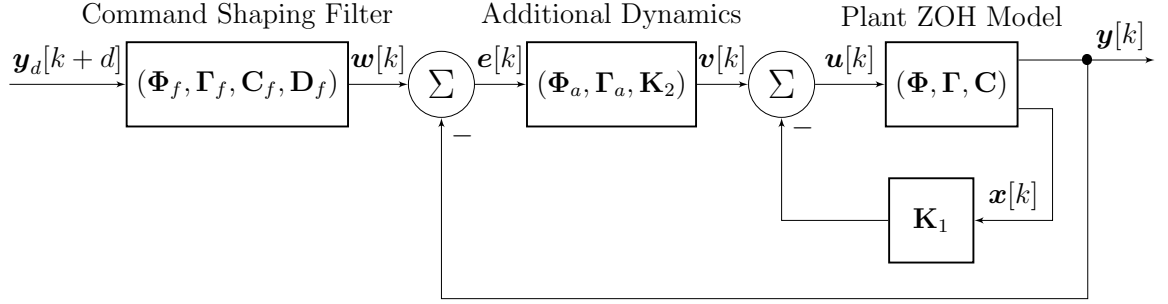 Command Shaping Filter
Additional Dynamics
Plant ZOH Model
𝒚_d[k + d]
(𝚽_f, 𝚪_f, 𝐂_f, 𝐃_f)
𝒘[k]
∑
−
𝒆[k]
(𝚽_a, 𝚪_a, 𝐊_2)
𝒗[k]
∑
−
𝒖[k]
(𝚽, 𝚪, 𝐂)
𝒚[k]
𝐊_1
𝒙[k]